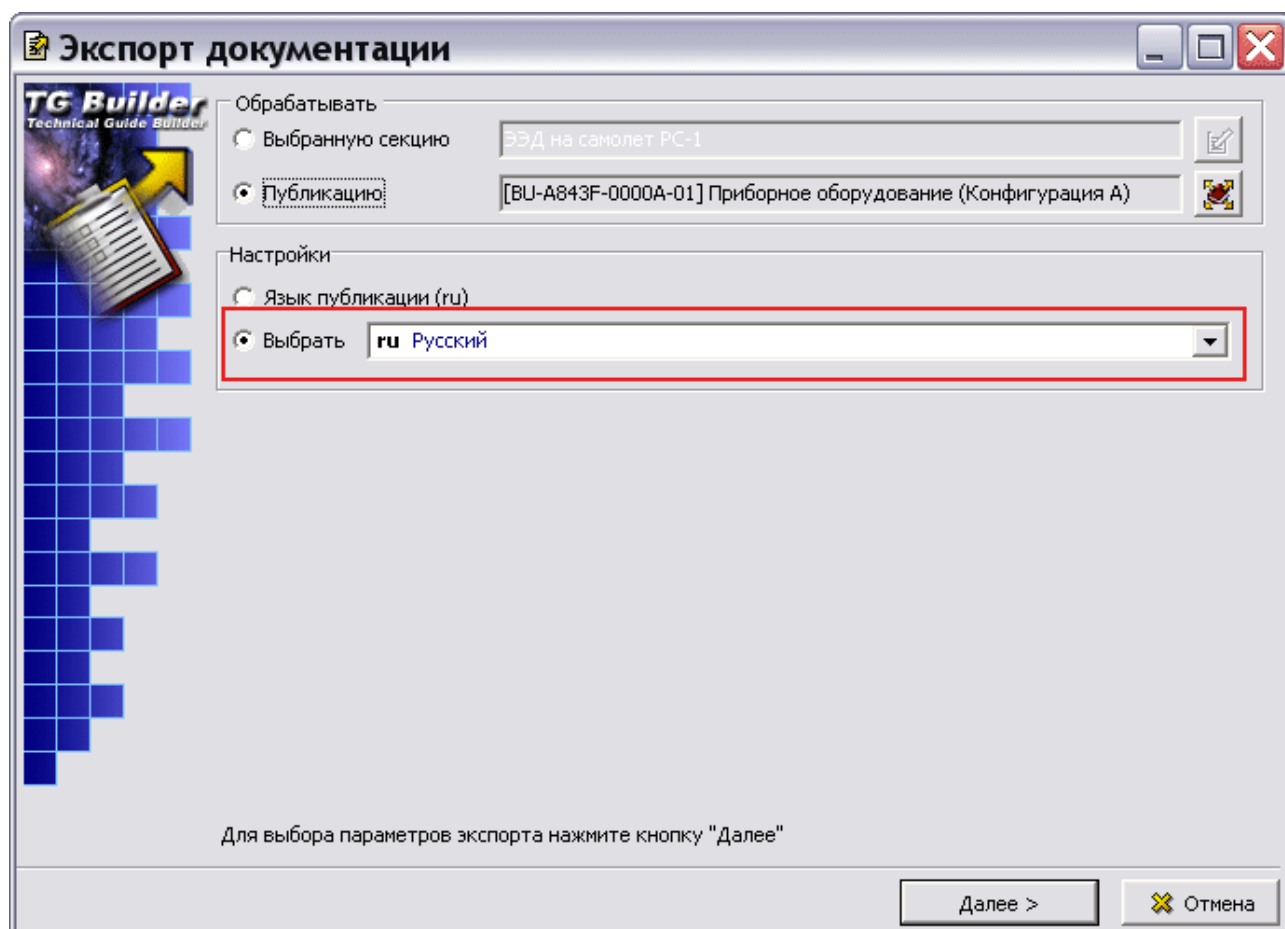 Экспорт документации
TG Builder
Technical Guide Builder
Обрабатывать
Выбранную секцию
ЭЭД на самолет РС-1
Публикацию
[BU-A843F-0000A-01] Приборное оборудование (Конфигурация А)
Настройки
Язык публикации (ru)
Выбрать
ru Русский
Для выбора параметров экспорта нажмите кнопку "Далее"
Далее >
Отмена